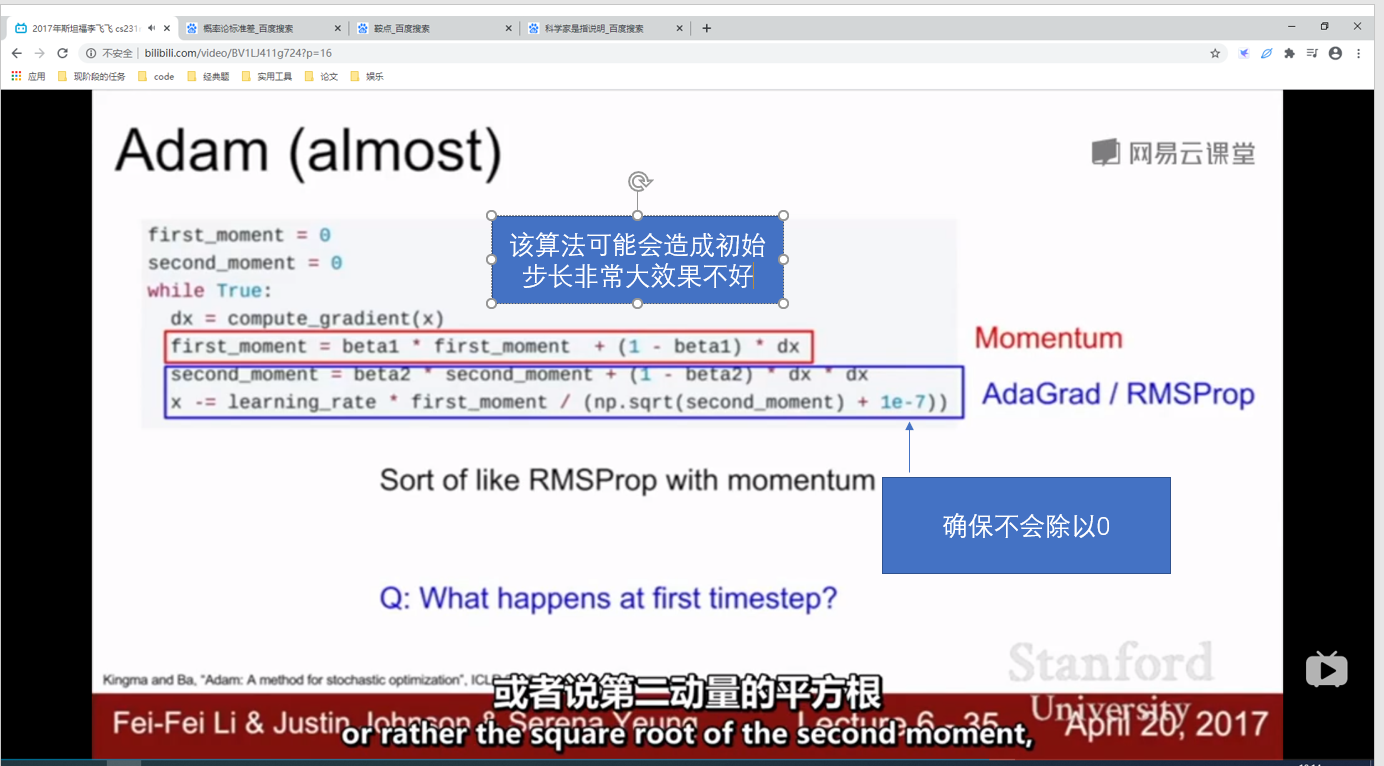 2017年斯坦福李飞飞 cs231
概率论标准差_百度搜索
鞍点_百度搜索
科学家是指说明_百度搜索
不安全
bilibili.com/video/BV1LJ411g724?p=16
应用
现阶段的任务
code
经典题
实用工具
论文
娱乐
Adam (almost)
网易云课堂
该算法可能会造成初始
步长非常大效果不好
first_moment = 0
second_moment = 0
while True:
dx = compute_gradient(x)
first_moment = beta1 * first_moment + (1 - beta1) * dx
second_moment = beta2 * second_moment + (1 - beta2) * dx * dx
x -= learning_rate * first_moment / (np.sqrt(second_moment) + 1e-7))
Momentum
AdaGrad / RMSProp
Sort of like RMSProp with momentum
确保不会除以0
Q: What happens at first timestep?
Kingma and Ba, "Adam: A method for stochastic optimization", ICL
Stanford
University
或者说第二动量的平方根
Fei-Fei Li & Justin Johnson & Serena Yeung
Lecture 6 - 35
April 20, 2017
or rather the square root of the second moment,